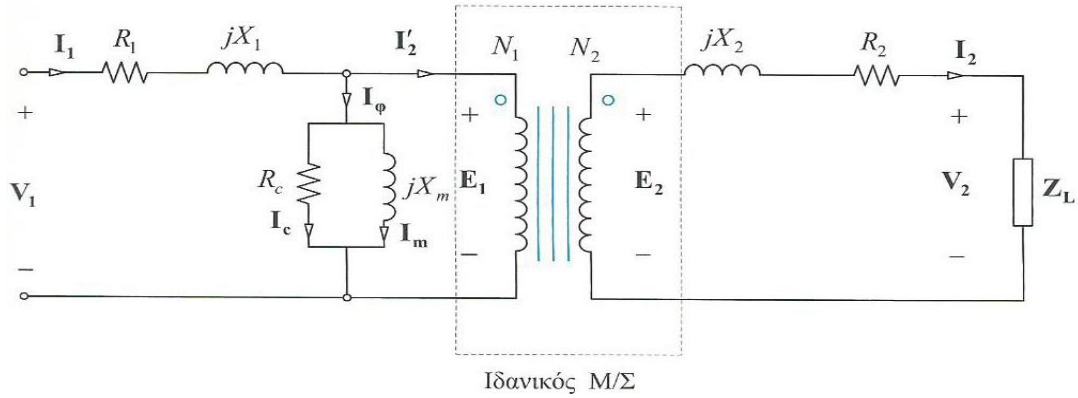 I₁ R₁ jX₁ I′₂ N₁ N₂ jX₂ R₂ I₂
I_φ
+ + + +
V₁ R_c jX_m E₁ E₂ V₂ Z_L
I_c I_m
− − − −
Ιδανικός Μ/Σ